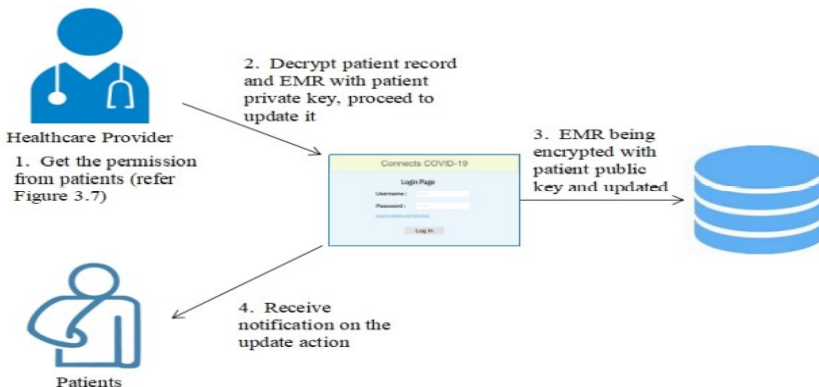 2. Decrypt patient record
and EMR with patient
private key, proceed to
update it
Healthcare Provider
1. Get the permission
from patients (refer
Figure 3.7)
Connects COVID-19
Login Page
Username :
Password :
Log In
3. EMR being
encrypted with
patient public
key and updated
4. Receive
notification on the
update action
Patients